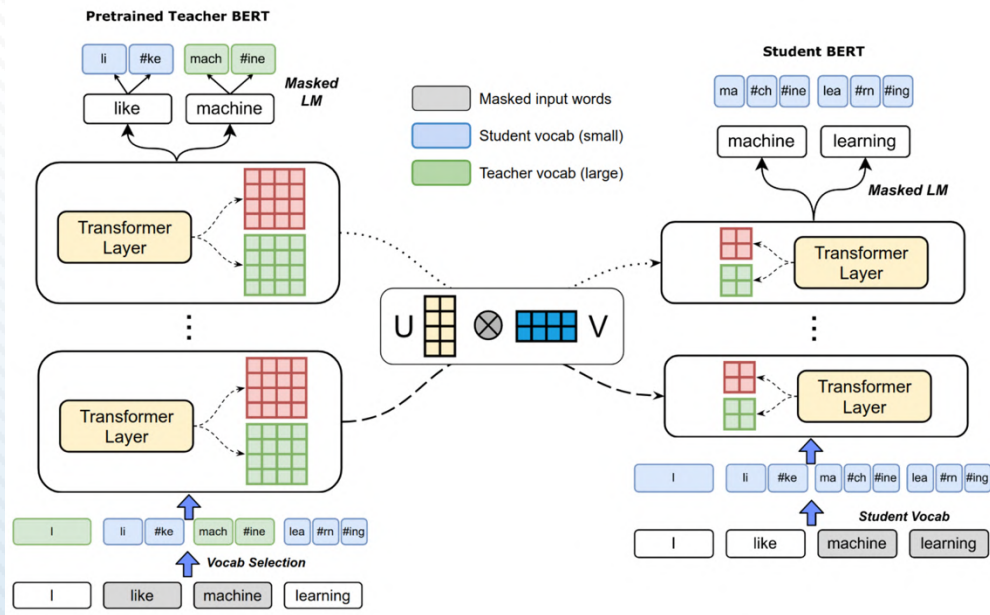 Pretrained Teacher BERT
li #ke mach #ine
Masked LM
like machine
Transformer Layer
Transformer Layer
I li #ke mach #ine lea #rn #ing
Vocab Selection
I like machine learning
Masked input words
Student vocab (small)
Teacher vocab (large)
U V
Student BERT
ma #ch #ine lea #rn #ing
machine learning
Masked LM
Transformer Layer
Transformer Layer
I li #ke ma #ch #ine lea #rn #ing
Student Vocab
I like machine learning